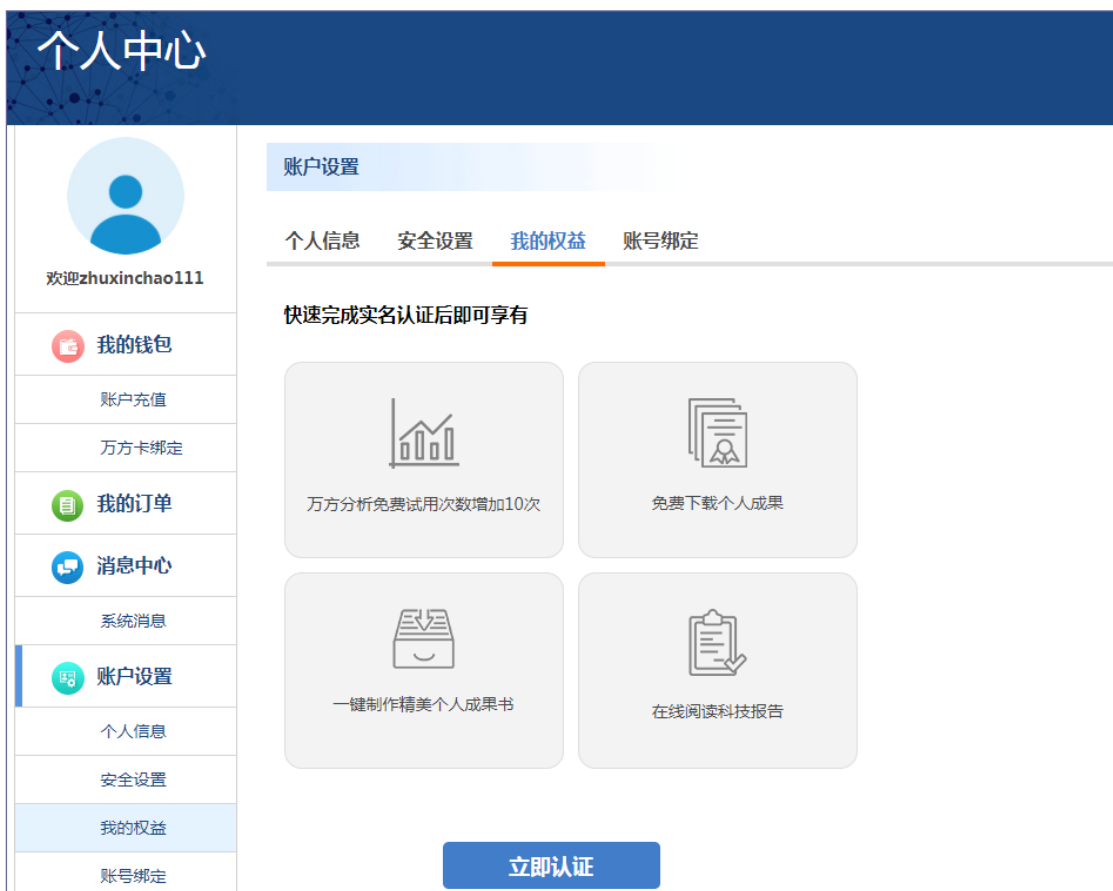 个人中心
欢迎zhuxinchao111
我的钱包
账户充值
万方卡绑定
我的订单
消息中心
系统消息
账户设置
个人信息
安全设置
我的权益
账号绑定
账户设置
个人信息 安全设置 我的权益 账号绑定
快速完成实名认证后即可享有
万方分析免费试用次数增加10次
免费下载个人成果
一键制作精美个人成果书
在线阅读科技报告
立即认证